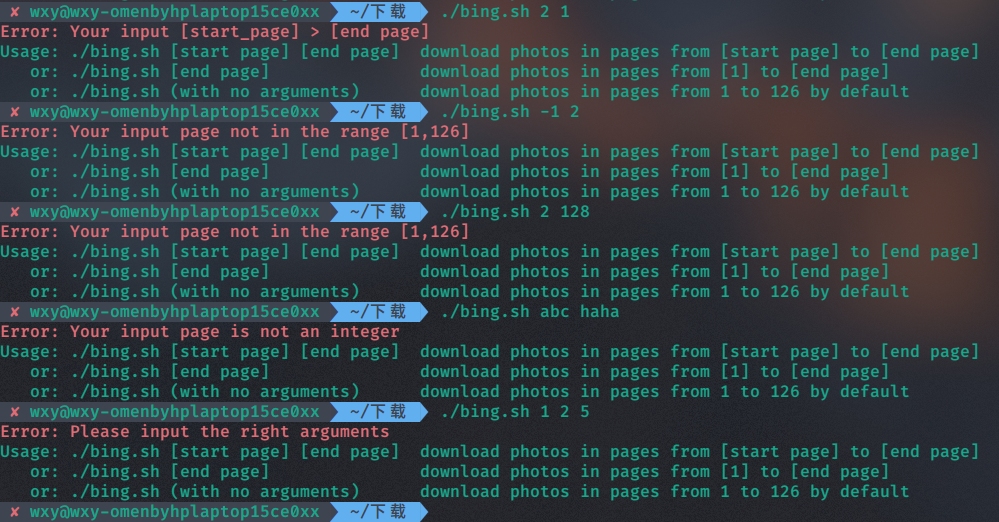 ✘ wxy@wxy-omenbyhplaptop15ce0xx ~/下载 ./bing.sh 2 1
Error: Your input [start_page] > [end page]
Usage: ./bing.sh [start page] [end page]  download photos in pages from [start page] to [end page]
   or: ./bing.sh [end page]               download photos in pages from [1] to [end page]
   or: ./bing.sh (with no arguments)      download photos in pages from 1 to 126 by default
✘ wxy@wxy-omenbyhplaptop15ce0xx ~/下载 ./bing.sh -1 2
Error: Your input page not in the range [1,126]
Usage: ./bing.sh [start page] [end page]  download photos in pages from [start page] to [end page]
   or: ./bing.sh [end page]               download photos in pages from [1] to [end page]
   or: ./bing.sh (with no arguments)      download photos in pages from 1 to 126 by default
✘ wxy@wxy-omenbyhplaptop15ce0xx ~/下载 ./bing.sh 2 128
Error: Your input page not in the range [1,126]
Usage: ./bing.sh [start page] [end page]  download photos in pages from [start page] to [end page]
   or: ./bing.sh [end page]               download photos in pages from [1] to [end page]
   or: ./bing.sh (with no arguments)      download photos in pages from 1 to 126 by default
✘ wxy@wxy-omenbyhplaptop15ce0xx ~/下载 ./bing.sh abc haha
Error: Your input page is not an integer
Usage: ./bing.sh [start page] [end page]  download photos in pages from [start page] to [end page]
   or: ./bing.sh [end page]               download photos in pages from [1] to [end page]
   or: ./bing.sh (with no arguments)      download photos in pages from 1 to 126 by default
✘ wxy@wxy-omenbyhplaptop15ce0xx ~/下载 ./bing.sh 1 2 5
Error: Please input the right arguments
Usage: ./bing.sh [start page] [end page]  download photos in pages from [start page] to [end page]
   or: ./bing.sh [end page]               download photos in pages from [1] to [end page]
   or: ./bing.sh (with no arguments)      download photos in pages from 1 to 126 by default
✘ wxy@wxy-omenbyhplaptop15ce0xx ~/下载